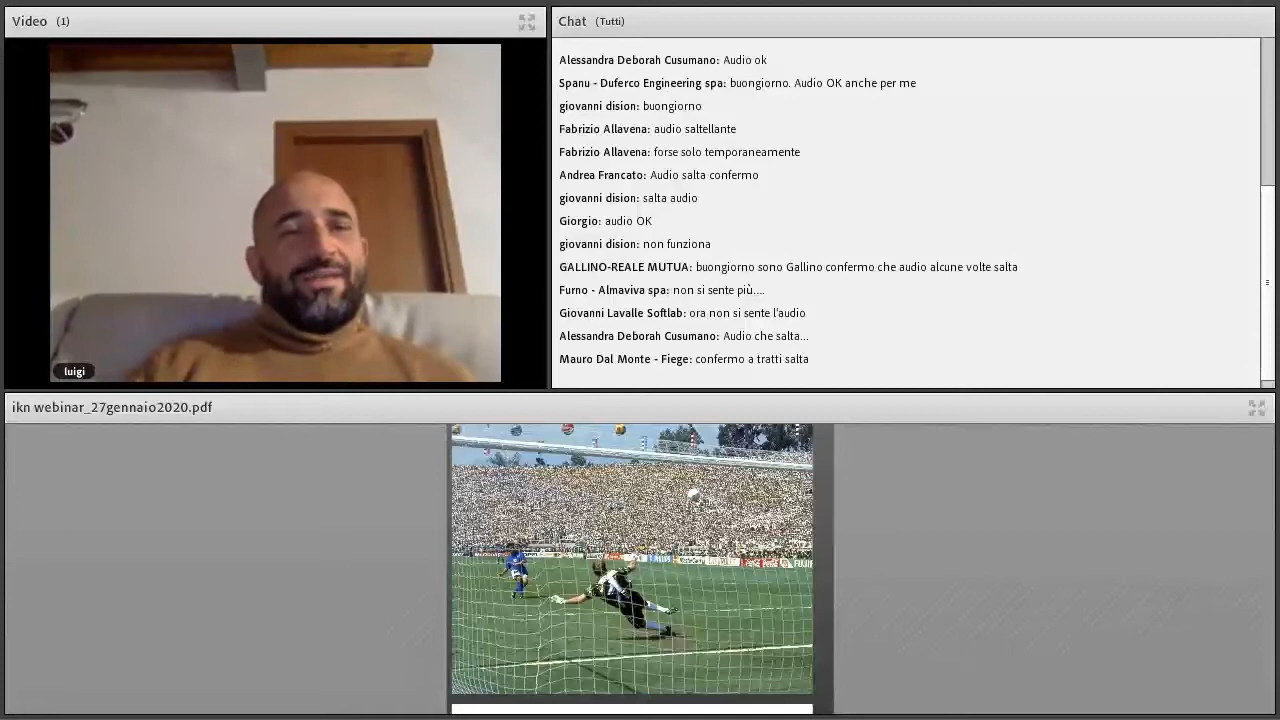 Video (1)
luigi
Chat (Tutti)
Alessandra Deborah Cusumano: Audio ok
Spanu - Duferco Engineering spa: buongiorno. Audio OK anche per me
giovanni dision: buongiorno
Fabrizio Allavena: audio saltellante
Fabrizio Allavena: forse solo temporaneamente
Andrea Francato: Audio salta confermo
giovanni dision: salta audio
Giorgio: audio OK
giovanni dision: non funziona
GALLINO-REALE MUTUA: buongiorno sono Gallino confermo che audio alcune volte salta
Furno - Almaviva spa: non si sente più....
Giovanni Lavalle Softlab: ora non si sente l'audio
Alessandra Deborah Cusumano: Audio che salta...
Mauro Dal Monte - Fiege: confermo a tratti salta
ikn webinar_27gennaio2020.pdf